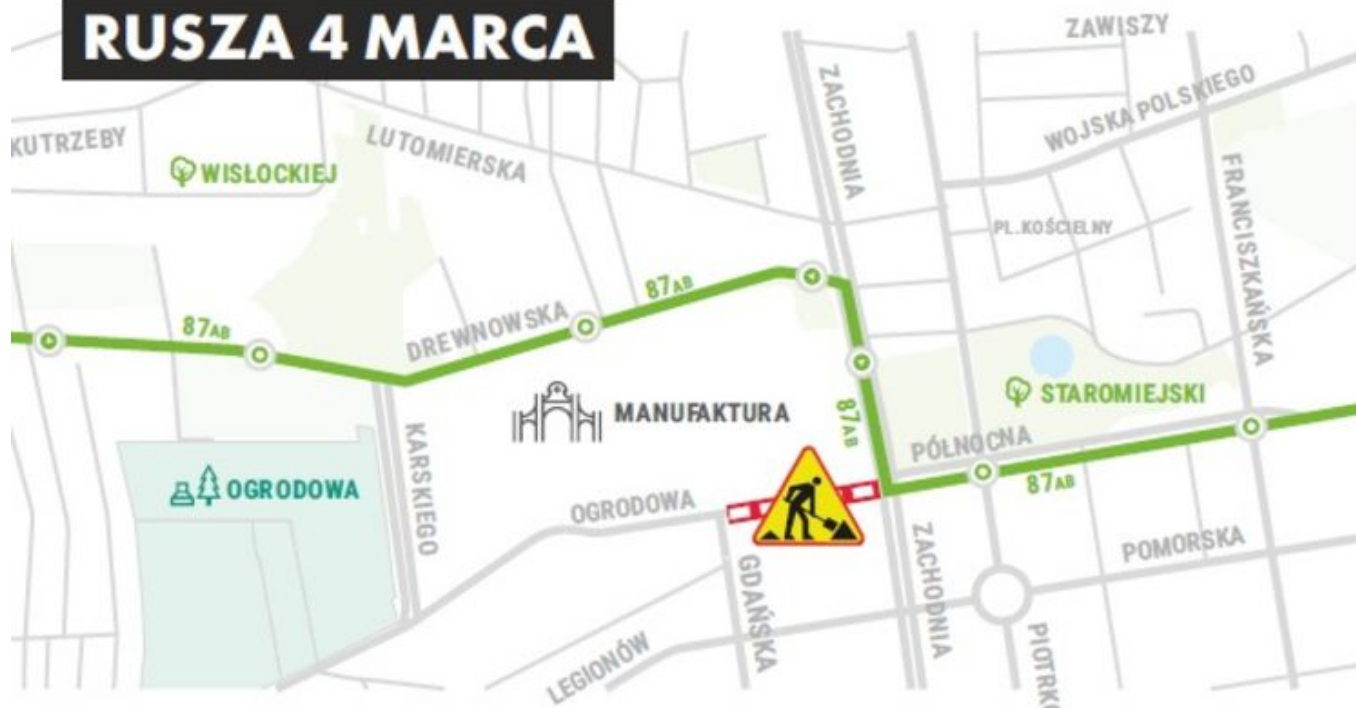 RUSZA 4 MARCA
ZAWISZY
ZACHODNIA
WOJSKA POLSKIEGO
KUTRZEBY
LUTOMIERSKA
WISŁOCKIEJ
FRANCISZKAŃSKA
PL.KOŚCIELNY
87AB
87AB
DREWNOWSKA
MANUFAKTURA
87AB
STAROMIEJSKI
KARSKIEGO
PÓŁNOCNA
87AB
OGRODOWA
OGRODOWA
ZACHODNIA
POMORSKA
GDAŃSKA
LEGIONÓW
PIOTRKO